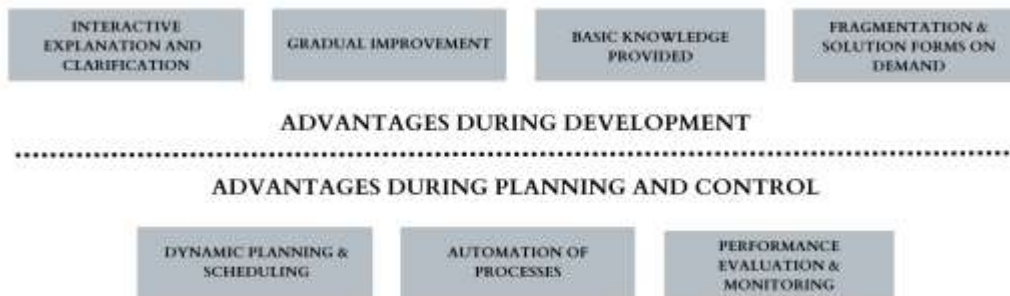 INTERACTIVE
EXPLANATION AND
CLARIFICATION
GRADUAL IMPROVEMENT
BASIC KNOWLEDGE
PROVIDED
FRAGMENTATION &
SOLUTION FORMS ON
DEMAND
ADVANTAGES DURING DEVELOPMENT
ADVANTAGES DURING PLANNING AND CONTROL
DYNAMIC PLANNING &
SCHEDULING
AUTOMATION OF
PROCESSES
PERFORMANCE
EVALUATION &
MONITORING